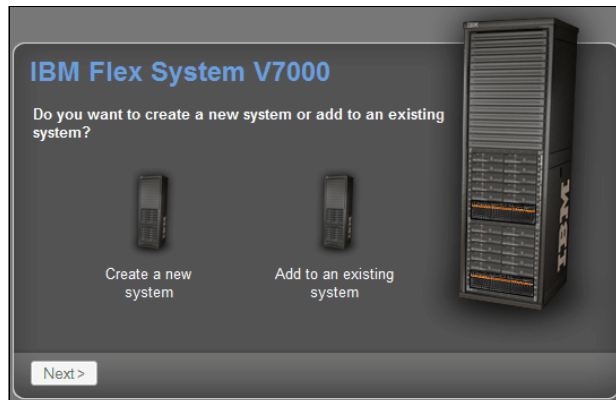 IBM Flex System V7000
Do you want to create a new system or add to an existing
system?
Create a new
system
Add to an existing
system
IBM
Next >